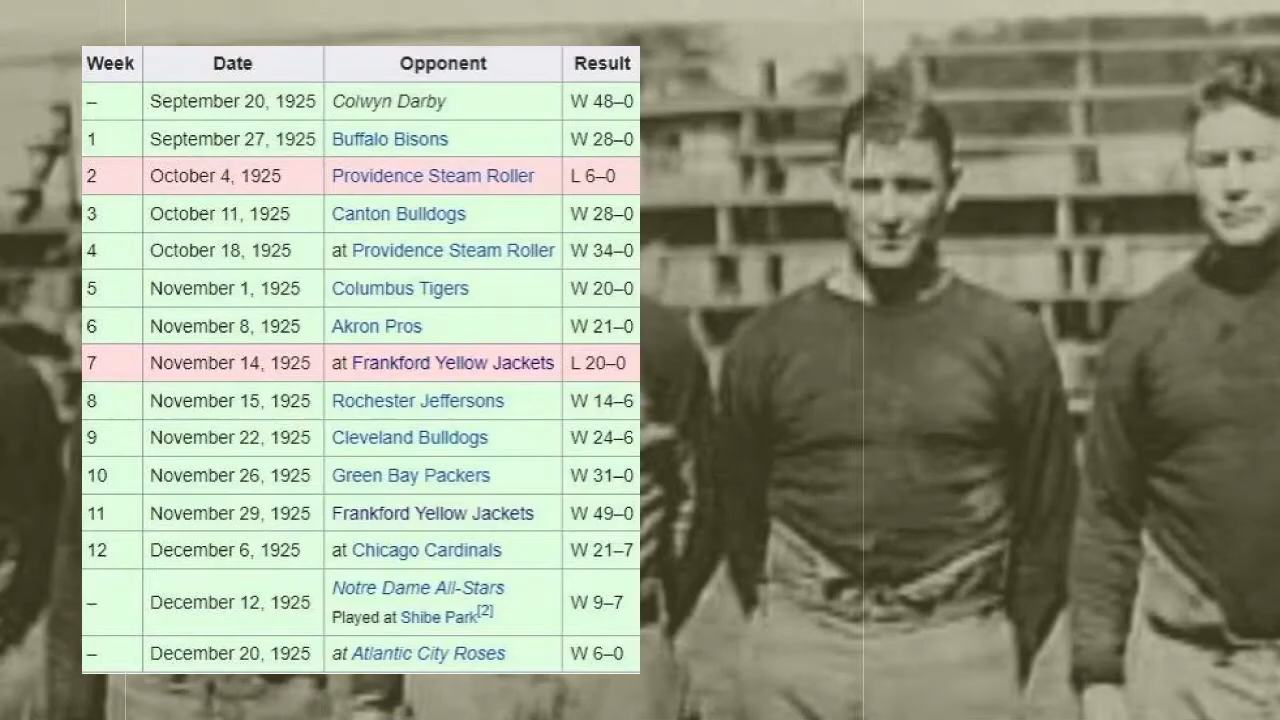 Week Date Opponent Result
– September 20, 1925 Colwyn Darby W 48–0
1 September 27, 1925 Buffalo Bisons W 28–0
2 October 4, 1925 Providence Steam Roller L 6–0
3 October 11, 1925 Canton Bulldogs W 28–0
4 October 18, 1925 at Providence Steam Roller W 34–0
5 November 1, 1925 Columbus Tigers W 20–0
6 November 8, 1925 Akron Pros W 21–0
7 November 14, 1925 at Frankford Yellow Jackets L 20–0
8 November 15, 1925 Rochester Jeffersons W 14–6
9 November 22, 1925 Cleveland Bulldogs W 24–6
10 November 26, 1925 Green Bay Packers W 31–0
11 November 29, 1925 Frankford Yellow Jackets W 49–0
12 December 6, 1925 at Chicago Cardinals W 21–7
– December 12, 1925 Notre Dame All-Stars W 9–7
Played at Shibe Park[2]
– December 20, 1925 at Atlantic City Roses W 6–0